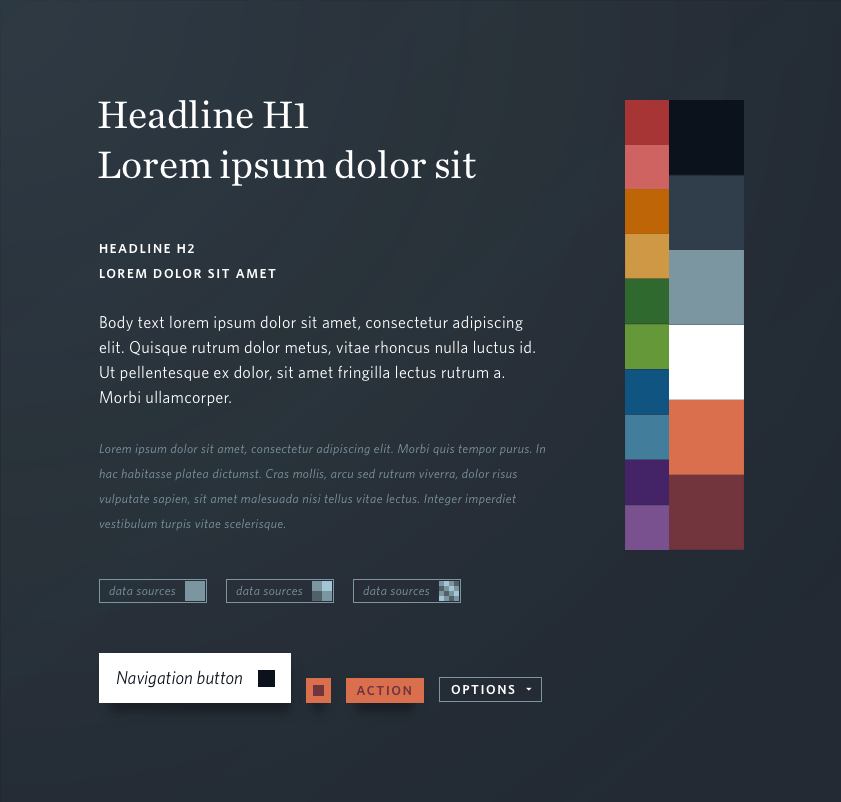 Headline H1
Lorem ipsum dolor sit
HEADLINE H2
LOREM DOLOR SIT AMET
Body text lorem ipsum dolor sit amet, consectetur adipiscing
elit. Quisque rutrum dolor metus, vitae rhoncus nulla luctus id.
Ut pellentesque ex dolor, sit amet fringilla lectus rutrum a.
Morbi ullamcorper.
Lorem ipsum dolor sit amet, consectetur adipiscing elit. Morbi quis tempor purus. In
hac habitasse platea dictumst. Cras mollis, arcu sed rutrum viverra, dolor risus
vulputate sapien, sit amet malesuada nisi tellus vitae lectus. Integer imperdiet
vestibulum turpis vitae scelerisque.
data sources data sources data sources
Navigation button ACTION OPTIONS